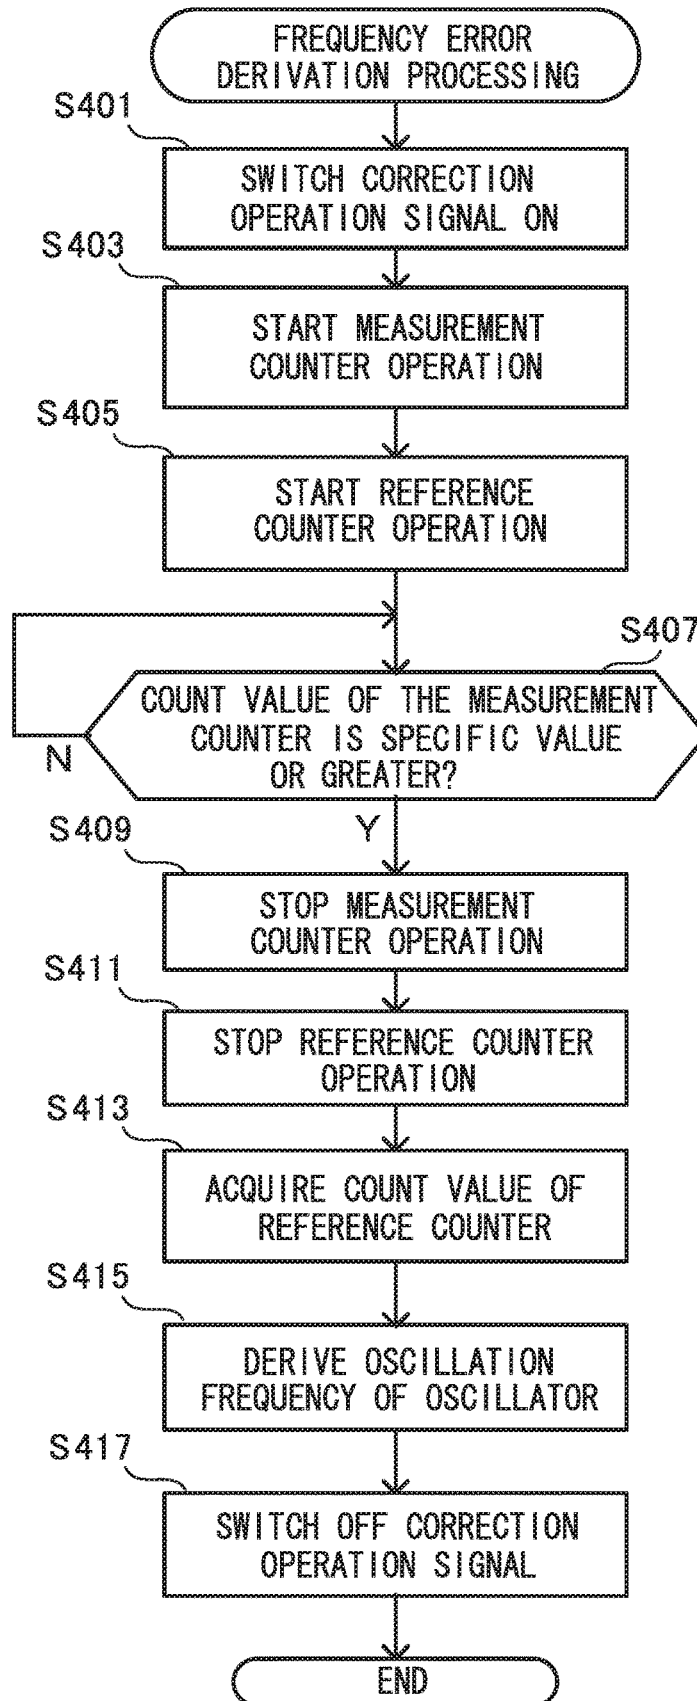 FREQUENCY ERROR
DERIVATION PROCESSING
S401
SWITCH CORRECTION
OPERATION SIGNAL ON
S403
START MEASUREMENT
COUNTER OPERATION
S405
START REFERENCE
COUNTER OPERATION
S407
COUNT VALUE OF THE MEASUREMENT
COUNTER IS SPECIFIC VALUE
OR GREATER?
N
Y
S409
STOP MEASUREMENT
COUNTER OPERATION
S411
STOP REFERENCE COUNTER
OPERATION
S413
ACQUIRE COUNT VALUE OF
REFERENCE COUNTER
S415
DERIVE OSCILLATION
FREQUENCY OF OSCILLATOR
S417
SWITCH OFF CORRECTION
OPERATION SIGNAL
END